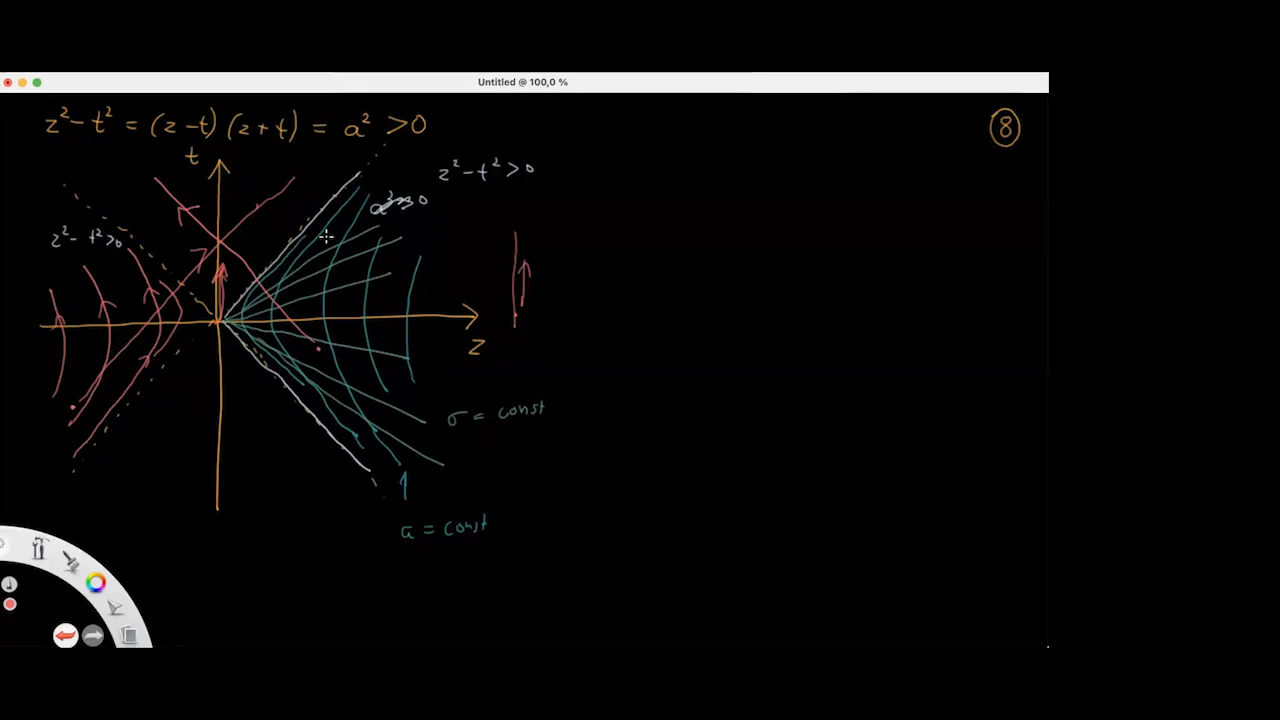 Untitled @ 100,0 %
z² - t² = (z - t)(z + t) = a² > 0
8
t
z² - t² > 0
z² - t² > 0
z
σ = const
a = const